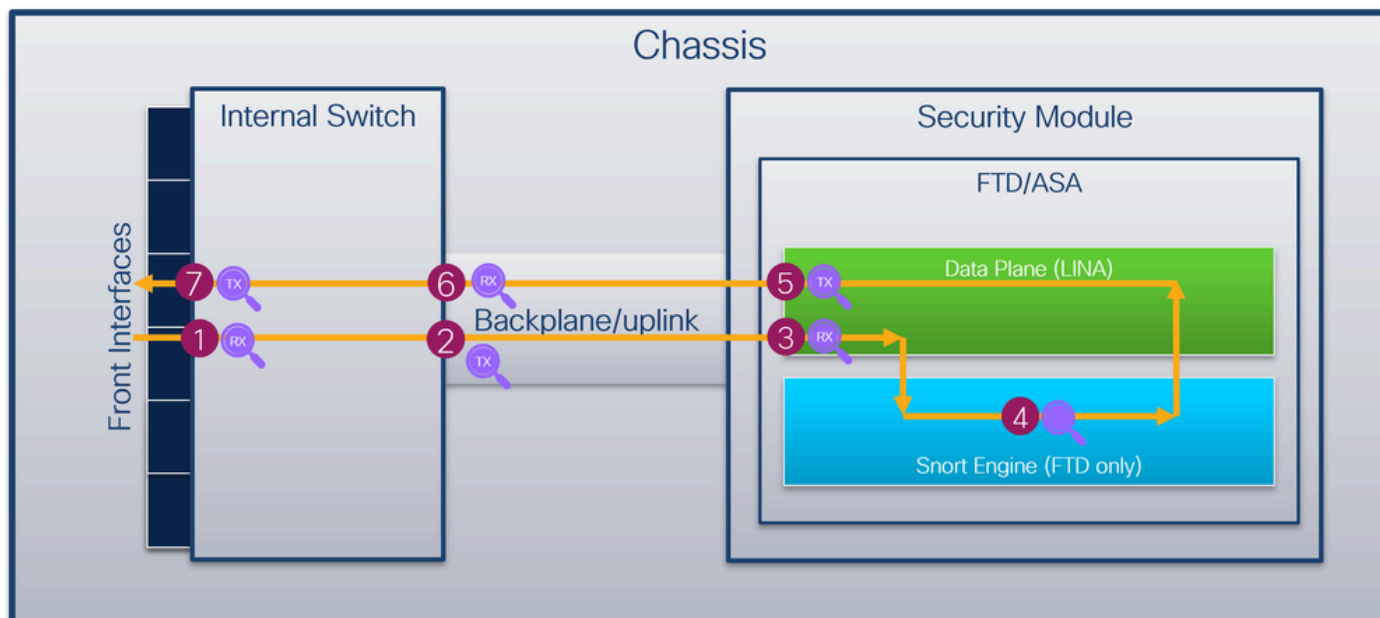 Chassis
Internal Switch
Security Module
FTD/ASA
Front Interfaces
7 TX
6 RX
5 TX
Data Plane (LINA)
Backplane/uplink
1 RX
2 TX
3 RX
4
Snort Engine (FTD only)